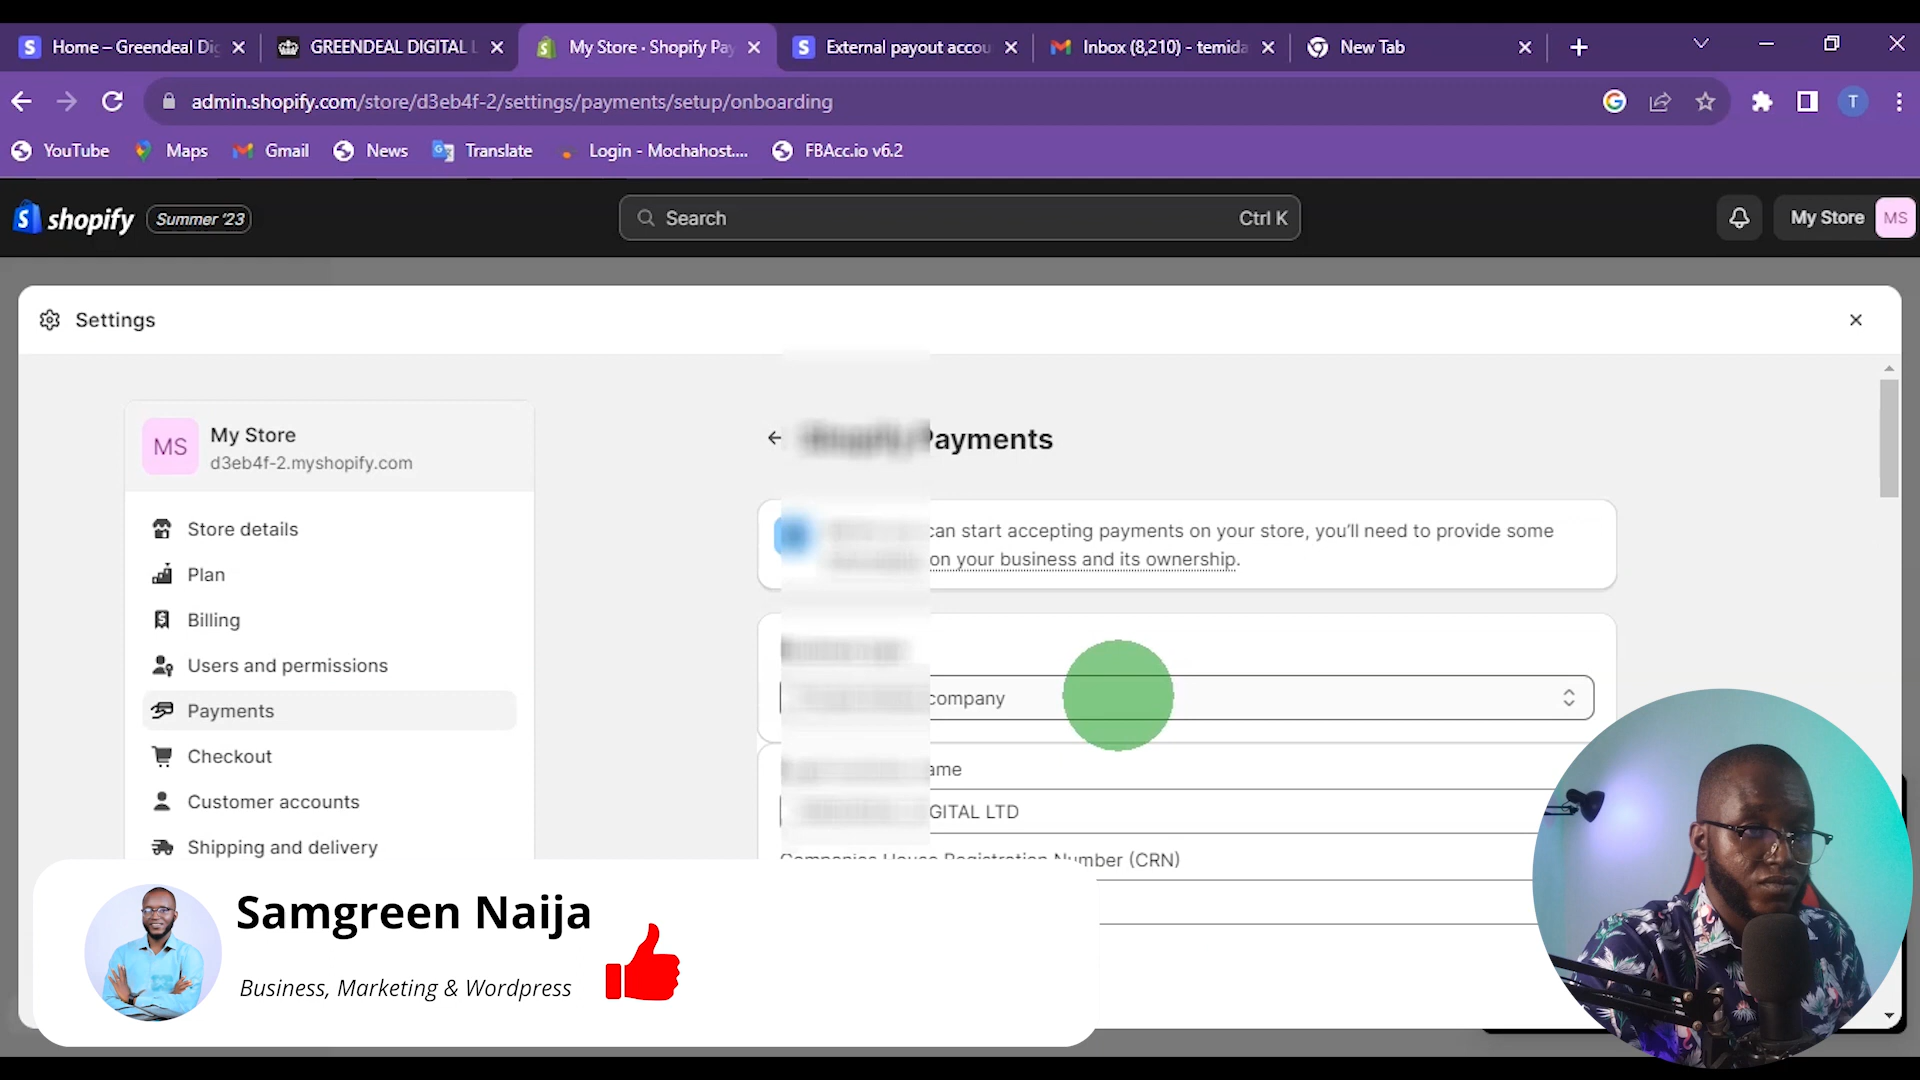 Home – Greendeal Di
GREENDEAL DIGITAL L
My Store · Shopify Pay
External payout accou
Inbox (8,210) - temida
New Tab
admin.shopify.com/store/d3eb4f-2/settings/payments/setup/onboarding
T
YouTube
Maps
Gmail
News
Translate
Login - Mochahost....
FBAcc.io v6.2
shopify
Summer '23
Search
Ctrl K
My Store
MS
Settings
MS
My Store
d3eb4f-2.myshopify.com
Store details
Plan
Billing
Users and permissions
Payments
Checkout
Customer accounts
Shipping and delivery
Payments
can start accepting payments on your store, you'll need to provide some
on your business and its ownership.
company
ame
GITAL LTD
Companies House Registration Number (CRN)
Samgreen Naija
Business, Marketing & Wordpress